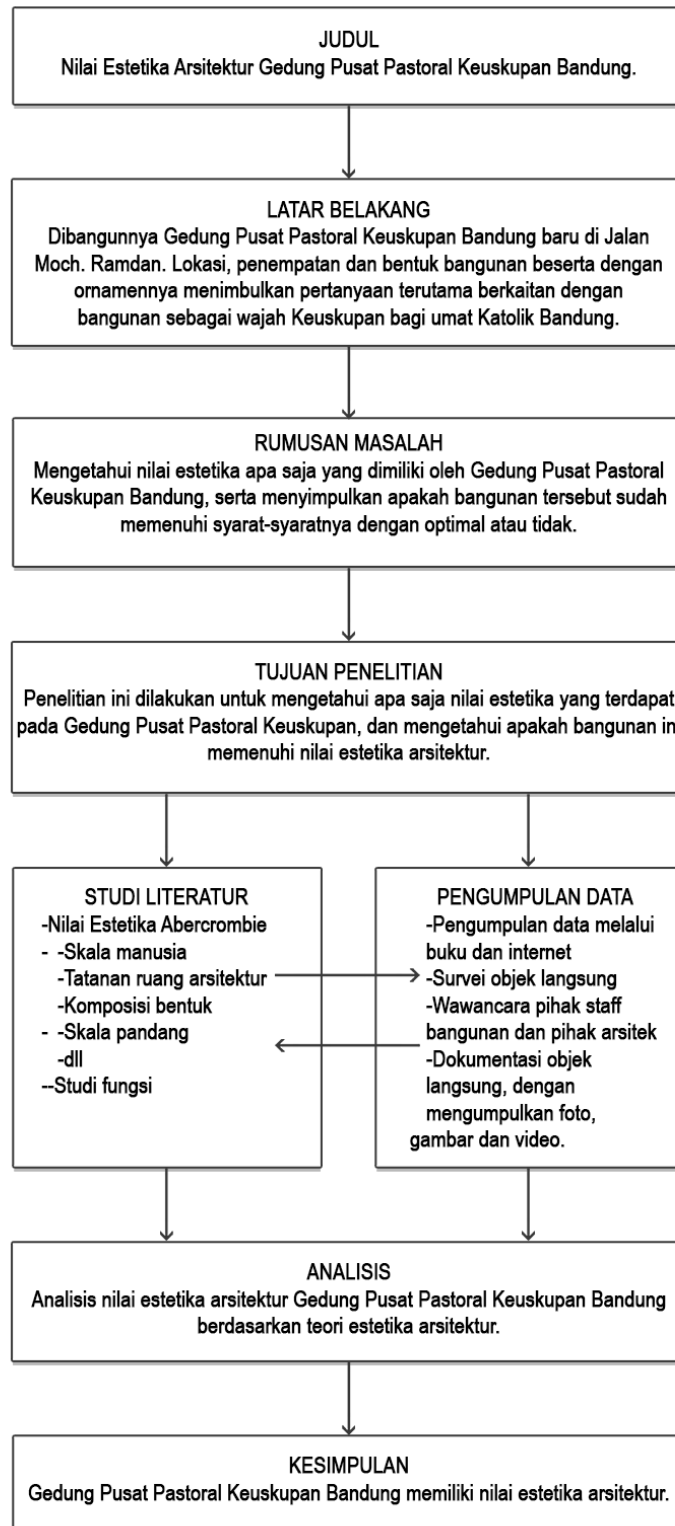 JUDUL
Nilai Estetika Arsitektur Gedung Pusat Pastoral Keuskupan Bandung.
LATAR BELAKANG
Dibangunnya Gedung Pusat Pastoral Keuskupan Bandung baru di Jalan
Moch. Ramdan. Lokasi, penempatan dan bentuk bangunan beserta dengan
ornamennya menimbulkan pertanyaan terutama berkaitan dengan
bangunan sebagai wajah Keuskupan bagi umat Katolik Bandung.
RUMUSAN MASALAH
Mengetahui nilai estetika apa saja yang dimiliki oleh Gedung Pusat Pastoral
Keuskupan Bandung, serta menyimpulkan apakah bangunan tersebut sudah
memenuhi syarat-syaratnya dengan optimal atau tidak.
TUJUAN PENELITIAN
Penelitian ini dilakukan untuk mengetahui apa saja nilai estetika yang terdapat
pada Gedung Pusat Pastoral Keuskupan, dan mengetahui apakah bangunan in
memenuhi nilai estetika arsitektur.
STUDI LITERATUR
-Nilai Estetika Abercrombie
- -Skala manusia
-Tatanan ruang arsitektur
-Komposisi bentuk
- -Skala pandang
-dll
--Studi fungsi
PENGUMPULAN DATA
-Pengumpulan data melalui
buku dan internet
-Survei objek langsung
-Wawancara pihak staff
bangunan dan pihak arsitek
-Dokumentasi objek
langsung, dengan
mengumpulkan foto,
gambar dan video.
ANALISIS
Analisis nilai estetika arsitektur Gedung Pusat Pastoral Keuskupan Bandung
berdasarkan teori estetika arsitektur.
KESIMPULAN
Gedung Pusat Pastoral Keuskupan Bandung memiliki nilai estetika arsitektur.